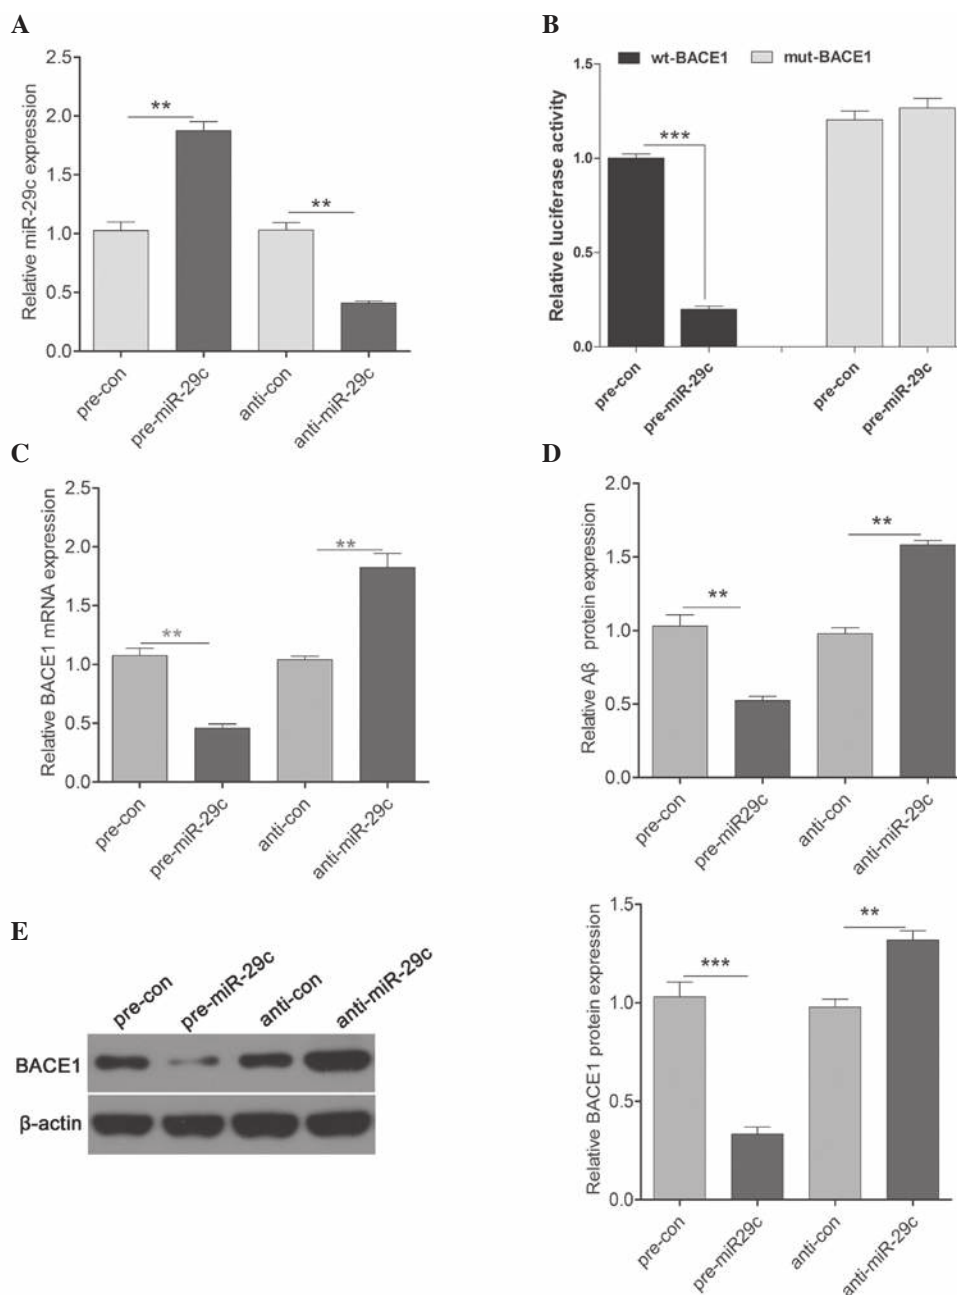 A
Relative miR-29c expression
2.5
2.0
1.5
1.0
0.5
0.0
**
**
pre-con
pre-miR-29c
anti-con
anti-miR-29c
B
wt-BACE1
mut-BACE1
Relative luciferase activity
1.5
1.0
0.5
0.0
***
pre-con
pre-miR-29c
pre-con
pre-miR-29c
C
Relative BACE1 mRNA expression
2.5
2.0
1.5
1.0
0.5
0.0
**
**
pre-con
pre-miR-29c
anti-con
anti-miR-29c
D
Relative Aβ protein expression
2.0
1.5
1.0
0.5
0.0
**
**
pre-con
pre-miR29c
anti-con
anti-miR-29c
E
pre-con
pre-miR-29c
anti-con
anti-miR-29c
BACE1
β-actin
Relative BACE1 protein expression
1.5
1.0
0.5
0.0
***
**
pre-con
pre-miR29c
anti-con
anti-miR-29c